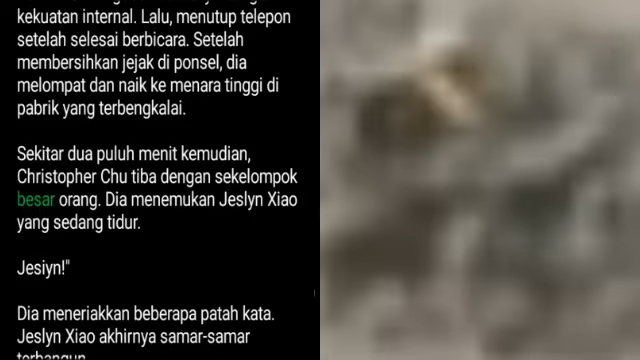 kekuatan internal. Lalu, menutup telepon
setelah selesai berbicara. Setelah
membersihkan jejak di ponsel, dia
melompat dan naik ke menara tinggi di
pabrik yang terbengkalai.
Sekitar dua puluh menit kemudian,
Christopher Chu tiba dengan sekelompok
besar orang. Dia menemukan Jeslyn Xiao
yang sedang tidur.
Jesiyn!"
Dia meneriakkan beberapa patah kata.
Jeslyn Xiao akhirnya samar-samar
terbangun